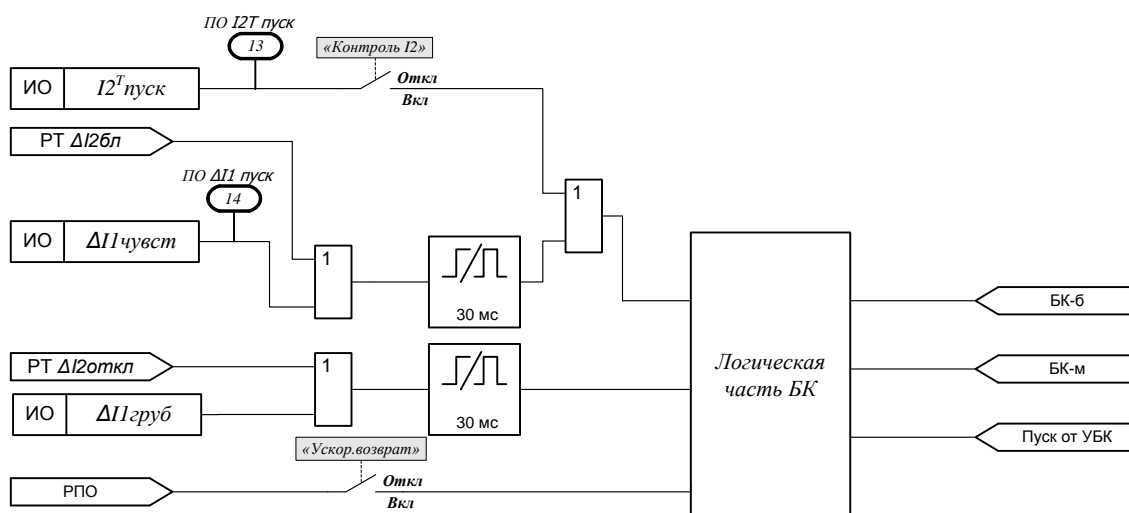 ПО I2T пуск
13
«Контроль I2»
ИО I2ᵀпуск
Откл
Вкл
РТ ΔI2бл
1
ПО ΔI1 пуск
14
ИО ΔI1чувст
1
30 мс
БК-б
РТ ΔI2откл
1
Логическая
часть БК
БК-м
ИО ΔI1груб
30 мс
Пуск от УБК
«Ускор.возврат»
РПО
Откл
Вкл